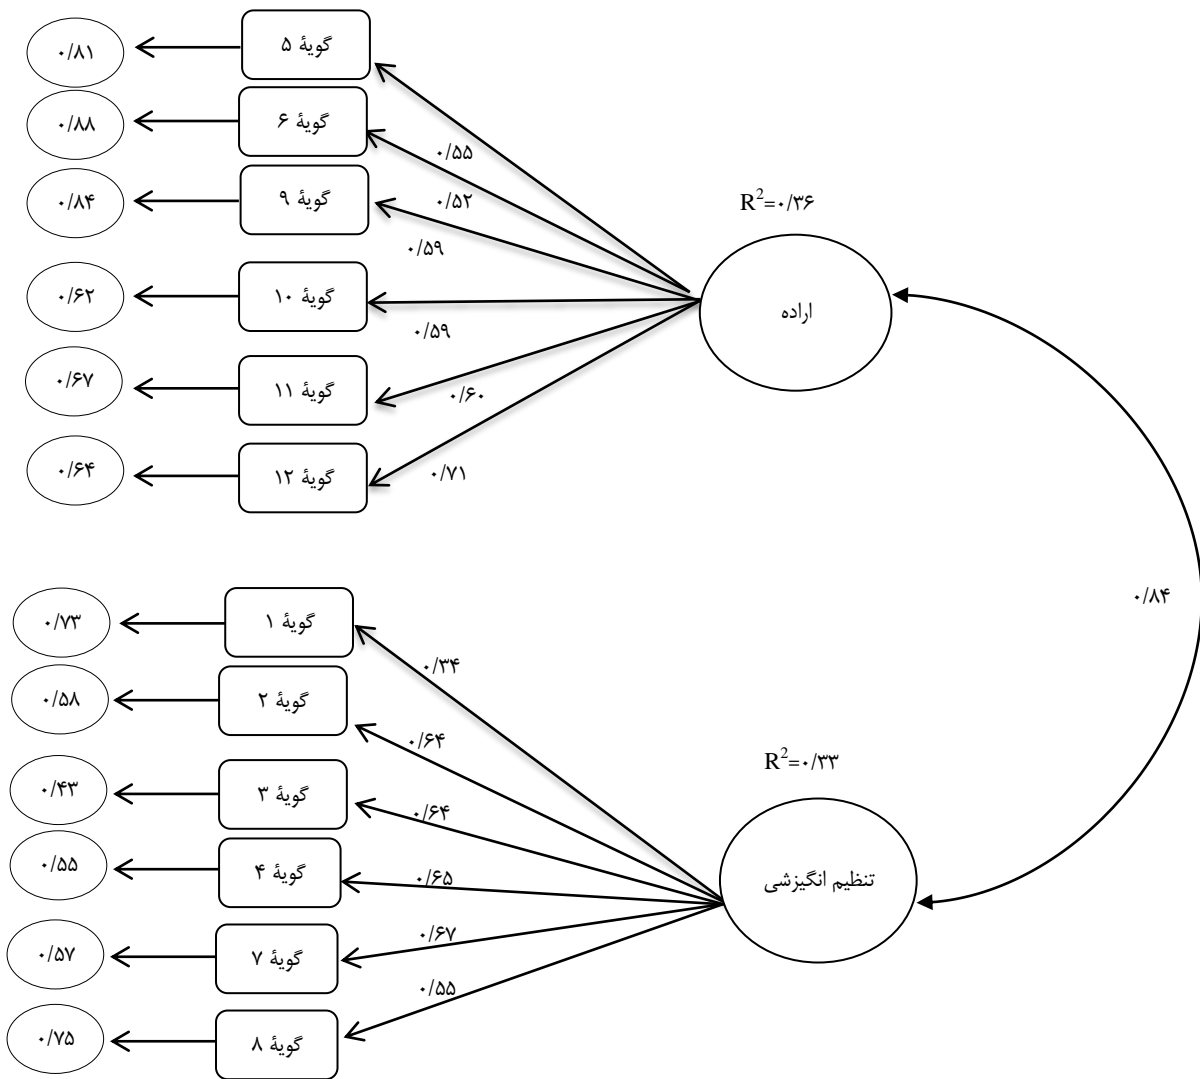 گویهٔ ۵
۰/۸۱
گویهٔ ۶
۰/۸۸
۰/۵۵
گویهٔ ۹
۰/۸۴
۰/۵۲
R²=۰/۳۶
۰/۵۹
گویهٔ ۱۰
۰/۶۲
اراده
۰/۵۹
گویهٔ ۱۱
۰/۶۷
۰/۶۰
گویهٔ ۱۲
۰/۶۴
۰/۷۱
۰/۸۴
گویهٔ ۱
۰/۷۳
۰/۳۴
گویهٔ ۲
۰/۵۸
۰/۶۴
R²=۰/۳۳
گویهٔ ۳
۰/۴۳
۰/۶۴
گویهٔ ۴
۰/۵۵
۰/۶۵
تنظیم انگیزشی
۰/۶۷
گویهٔ ۷
۰/۵۷
۰/۵۵
گویهٔ ۸
۰/۷۵